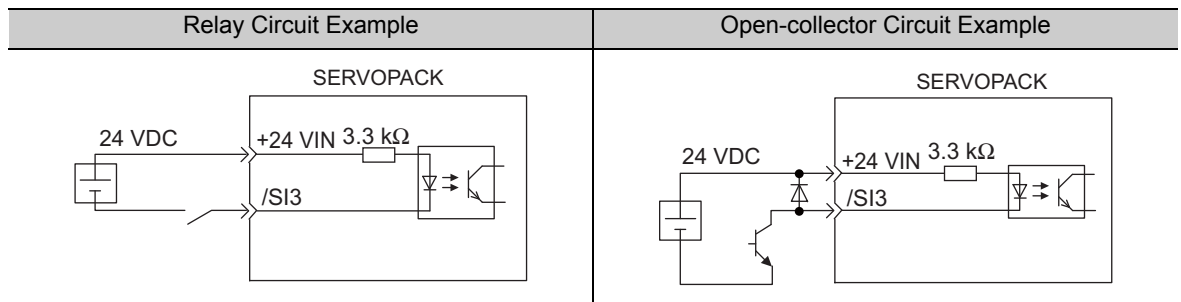 Relay Circuit Example
Open-collector Circuit Example
SERVOPACK
24 VDC
+24 VIN 3.3 kΩ
/SI3
SERVOPACK
24 VDC
+24 VIN 3.3 kΩ
/SI3